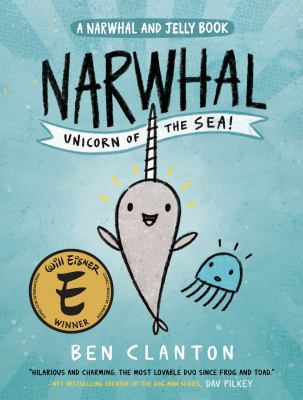 A NARWHAL AND JELLY BOOK
NARWHAL
UNICORN OF THE SEA!
Will EISNER
E
WINNER
BEN CLANTON
"HILARIOUS AND CHARMING. THE MOST LOVABLE DUO SINCE FROG AND TOAD."
—NYT BESTSELLING CREATOR OF THE DOG MAN SERIES, DAV PILKEY